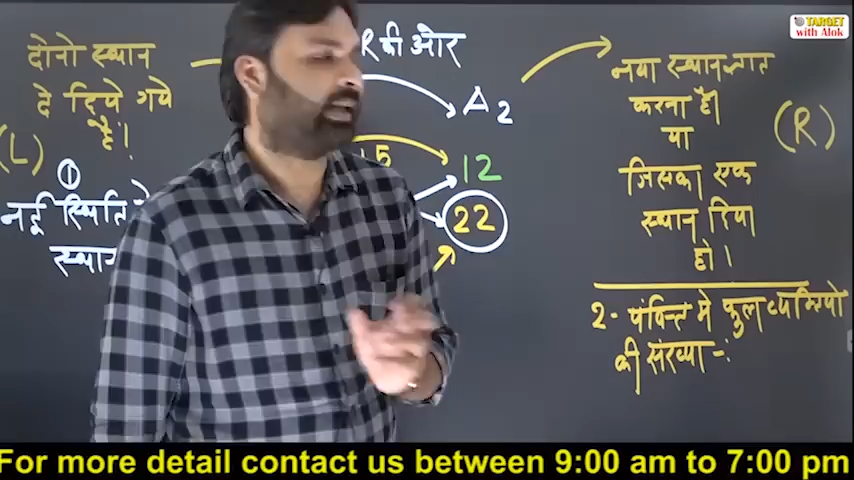 दोनो स्थान
दे दिये गये
है।
(L)
①
नई स्थिति
स्थान
R की ओर
A2
15
12
22
नया स्थान ज्ञात
करना है।
या
जिसका एक
स्थान दिया
हो।
(R)
2- पंक्ति में कुल व्यक्तियो
की संख्या -:
TARGET
with Alok
For more detail contact us between 9:00 am to 7:00 pm